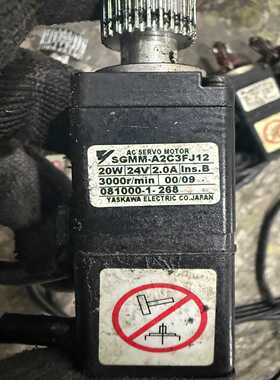 AC SERVO MOTOR
SGMM-A2C3FJ12
20W 24V 2.0A Ins.B
3000r/min 00/09
081000-1-268
YASKAWA ELECTRIC CO.JAPAN